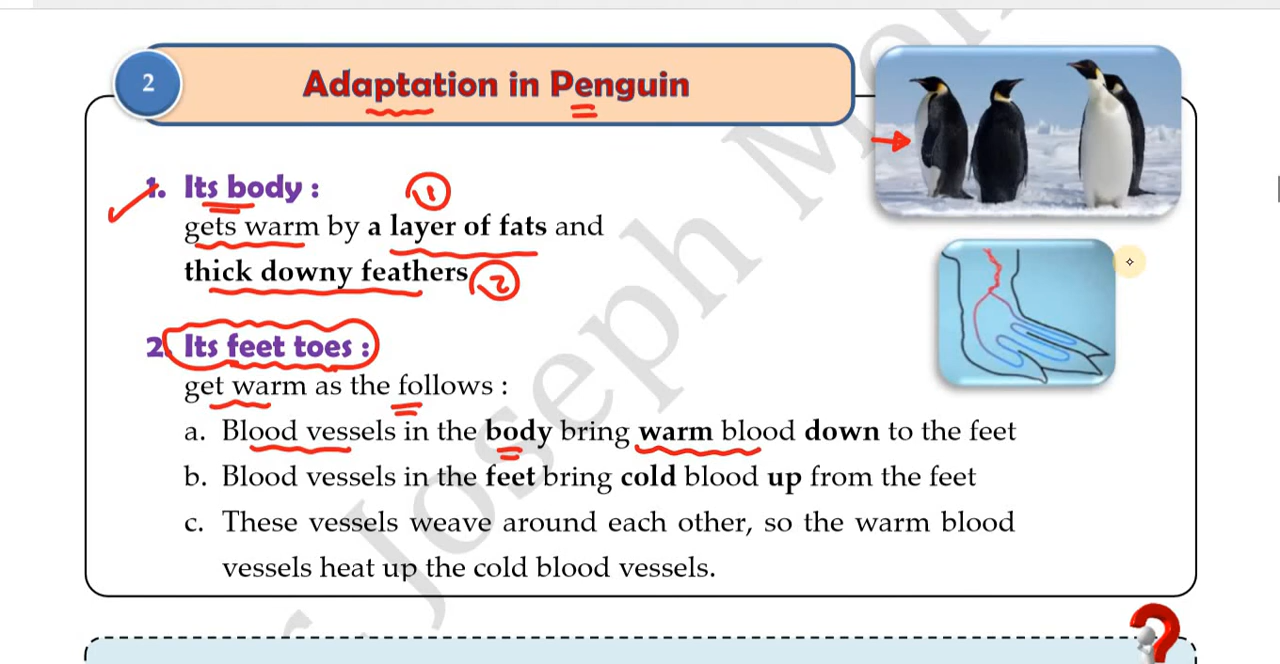 2
Adaptation in Penguin
1. Its body :
1
gets warm by a layer of fats and
thick downy feathers
2
2. Its feet toes :
get warm as the follows :
a. Blood vessels in the body bring warm blood down to the feet
b. Blood vessels in the feet bring cold blood up from the feet
c. These vessels weave around each other, so the warm blood
vessels heat up the cold blood vessels.
Joseph
?